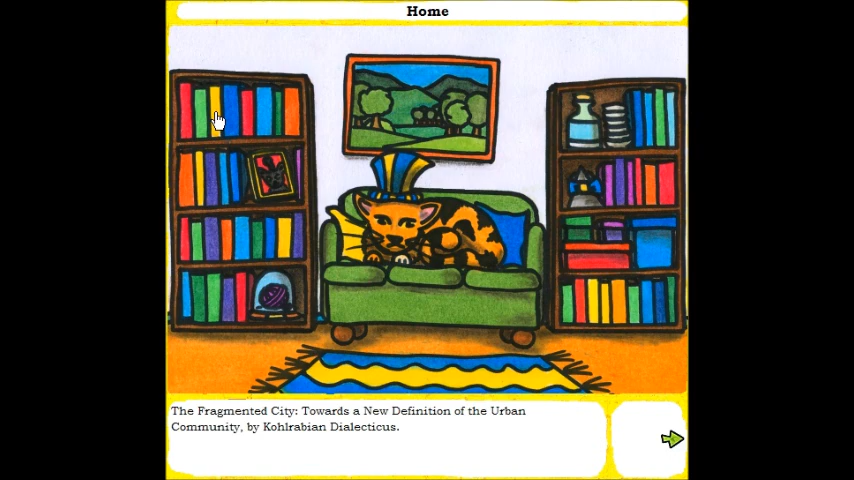 Home
The Fragmented City: Towards a New Definition of the Urban
Community, by Kohlrabian Dialecticus.